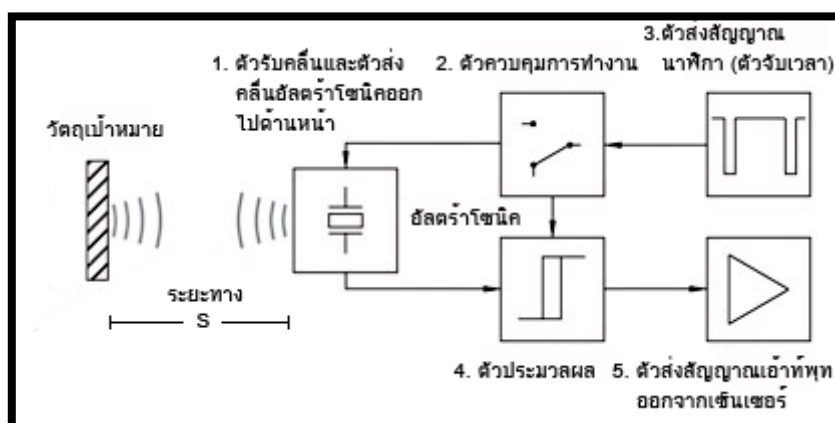 3.ตัวส่งสัญญาณ
นาฬิกา (ตัวจับเวลา)
1. ตัวรับคลื่นและตัวส่ง
คลื่นอัลตร้าโซนิคออก
ไปด้านหน้า
2. ตัวควบคุมการทำงาน
วัตถุเป้าหมาย
อัลตร้าโซนิค
ระยะทาง
S
4. ตัวประมวลผล
5. ตัวส่งสัญญาณเอ้าท์พุท
ออกจากเซ็นเซอร์